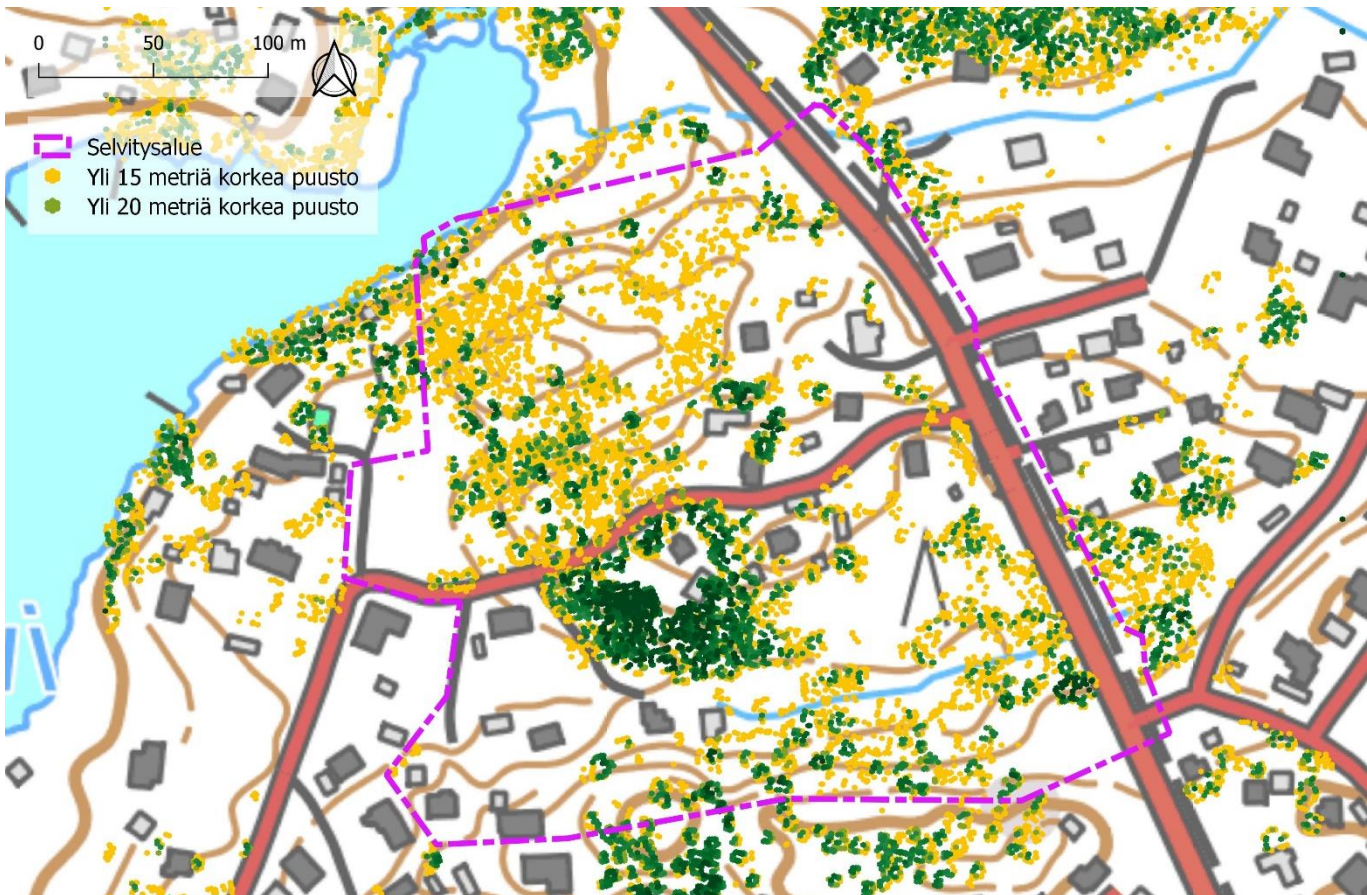 0 50 100 m
Selvitysalue
Yli 15 metriä korkea puusto
Yli 20 metriä korkea puusto
i